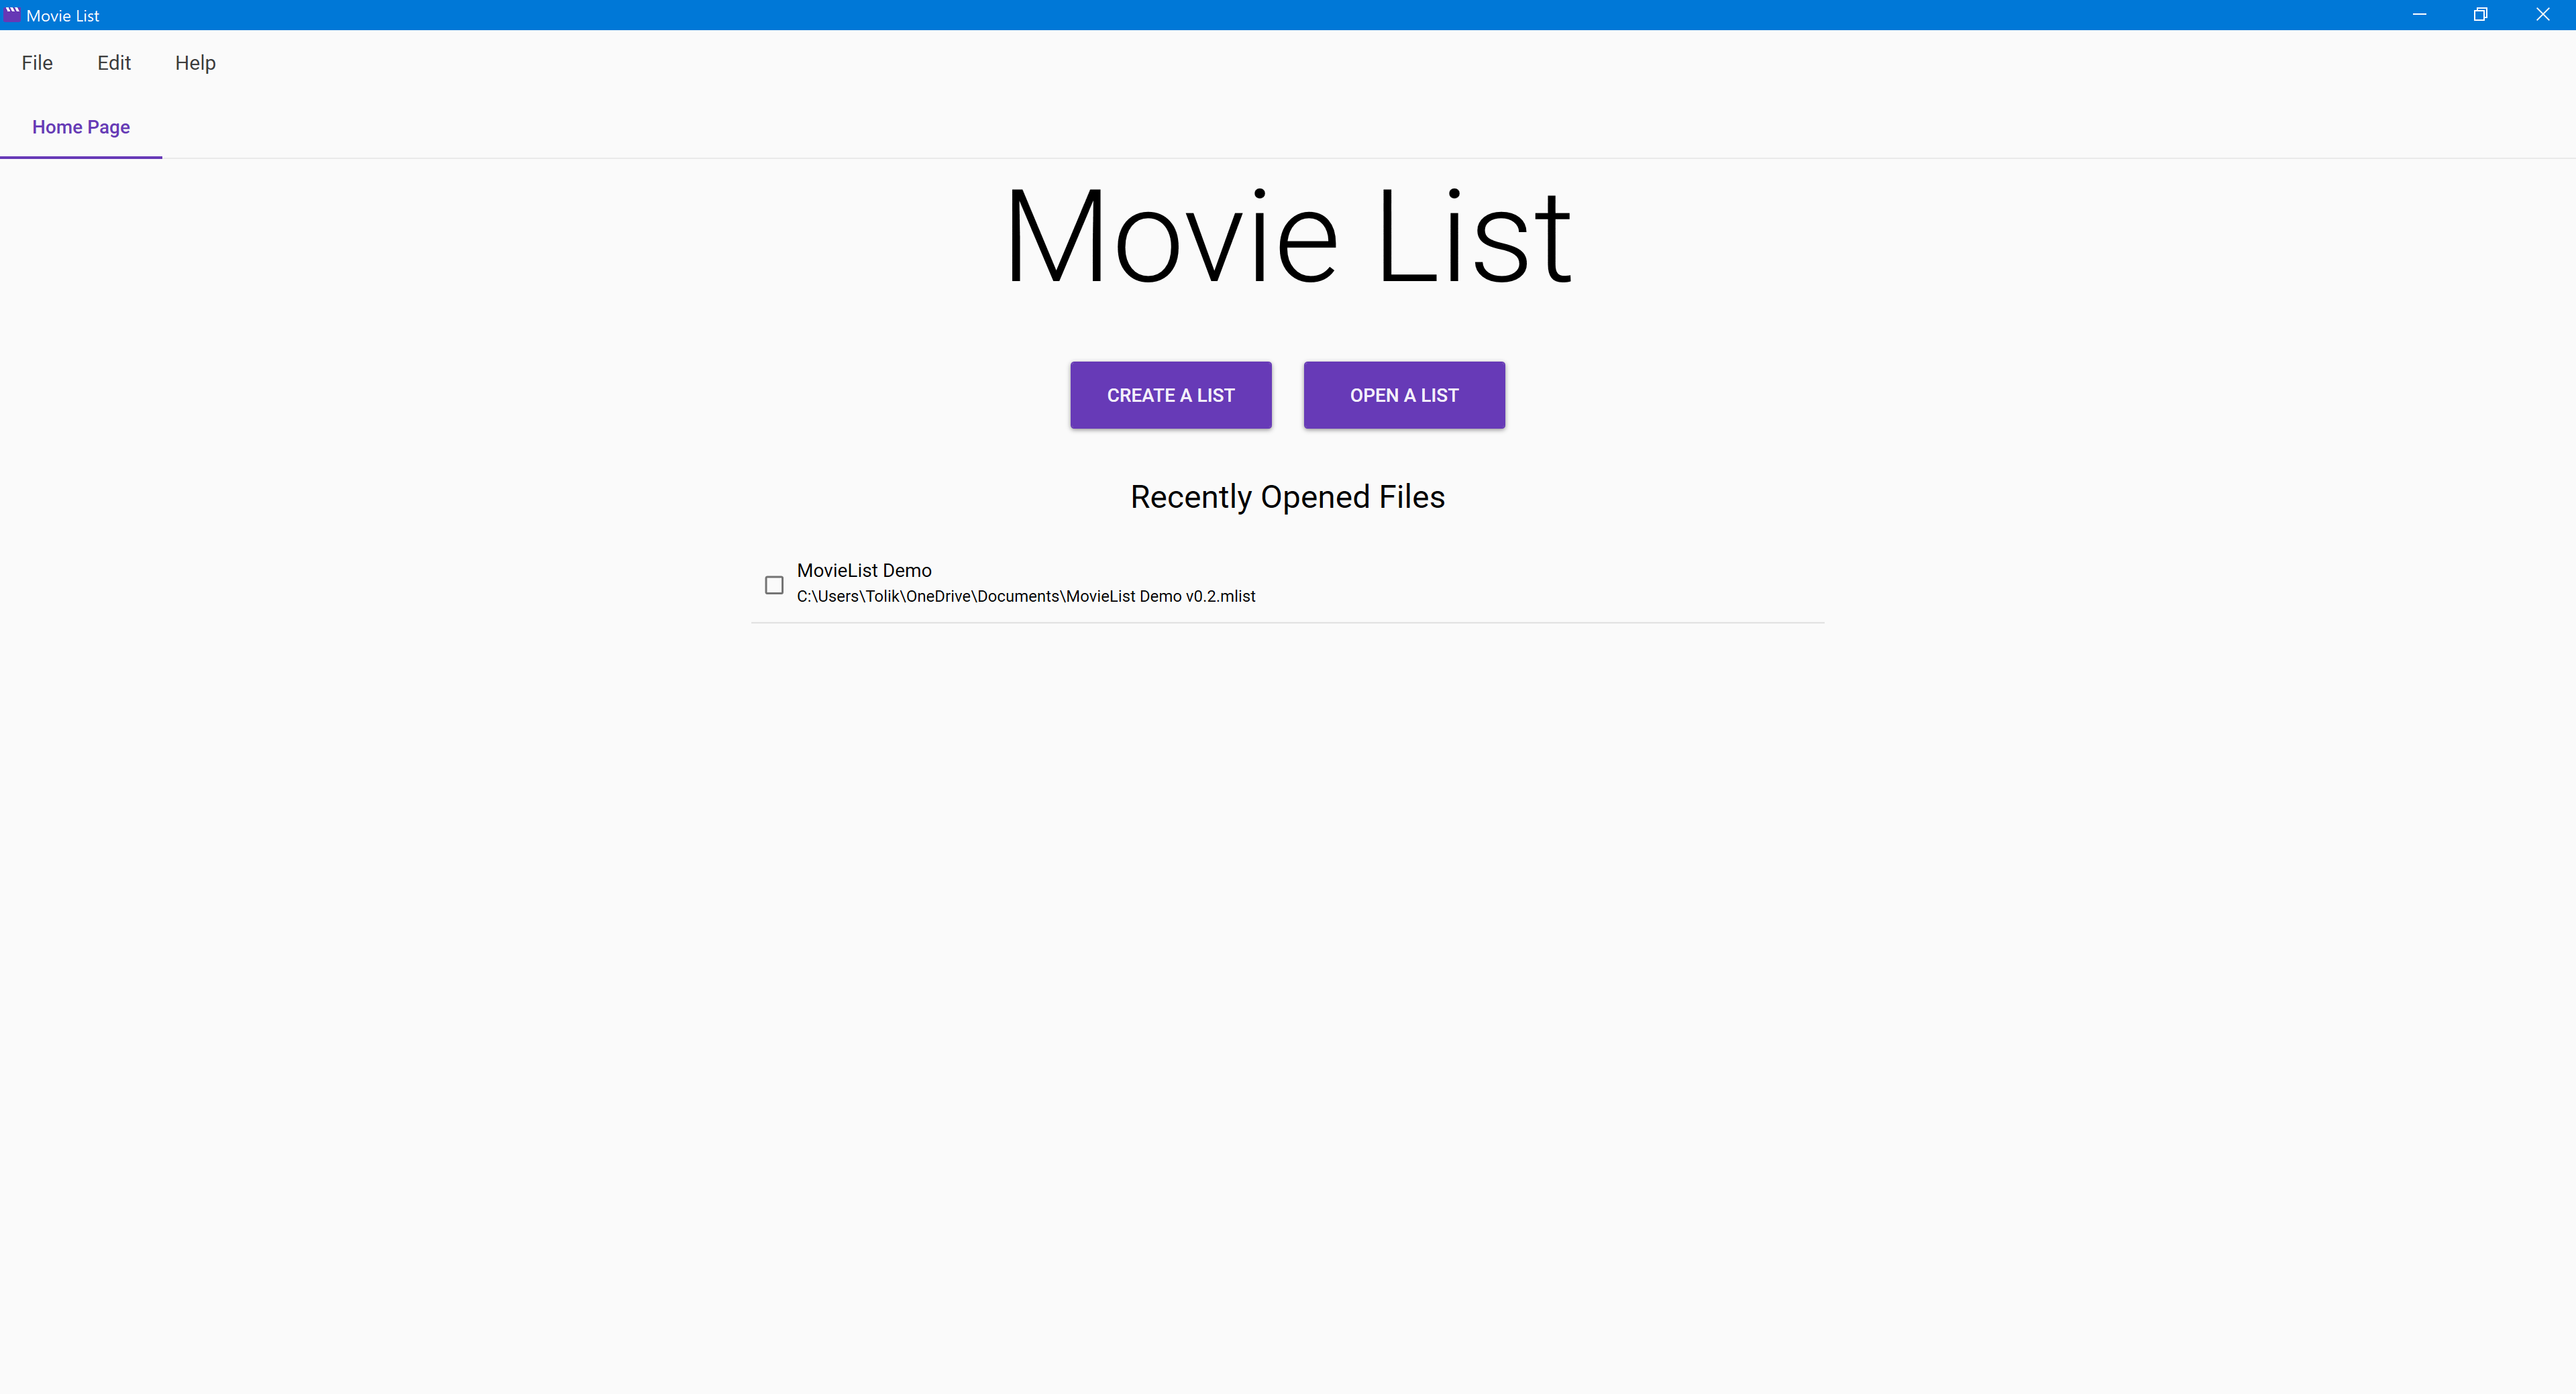 Movie List
File Edit Help
Home Page
Movie List
CREATE A LIST OPEN A LIST
Recently Opened Files
MovieList Demo
C:\Users\Tolik\OneDrive\Documents\MovieList Demo v0.2.mlist